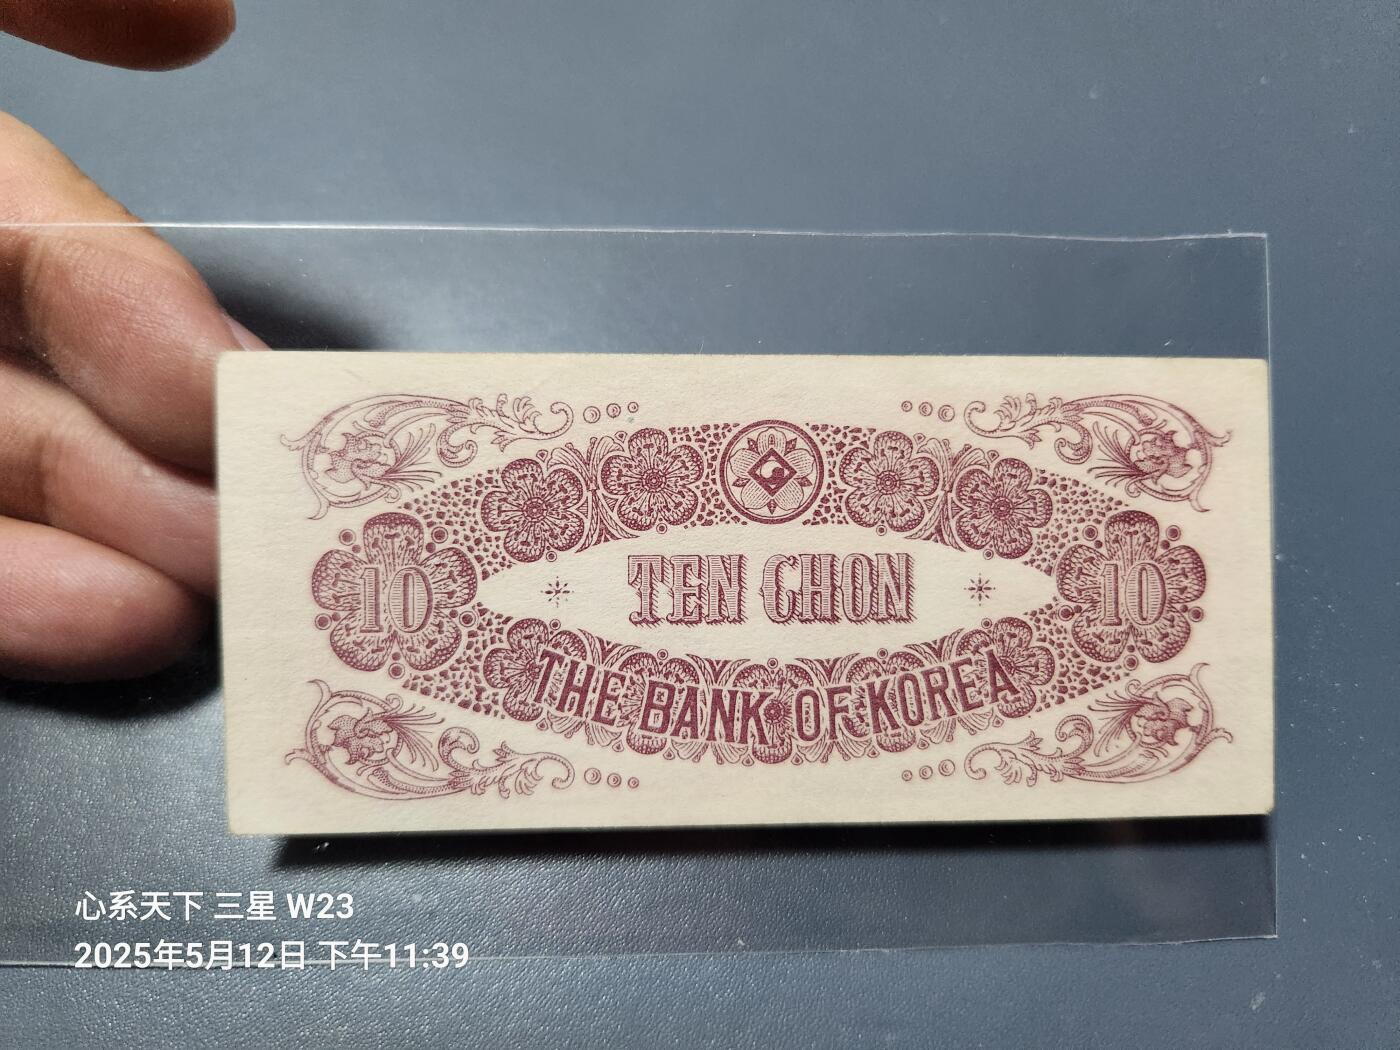 10
TEN CHON
10
THE BANK OF KOREA
心系天下 三星 W23
2025年5月12日 下午11:39